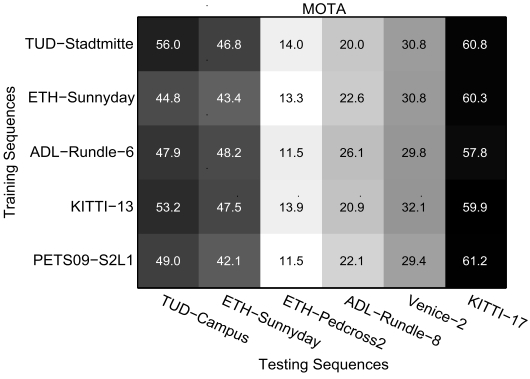 MOTA
TUD−Stadtmitte 56.0 46.8 14.0 20.0 30.8 60.8
ETH−Sunnyday 44.8 43.4 13.3 22.6 30.8 60.3
ADL−Rundle−6 47.9 48.2 11.5 26.1 29.8 57.8
KITTI−13 53.2 47.5 13.9 20.9 32.1 59.9
PETS09−S2L1 49.0 42.1 11.5 22.1 29.4 61.2
Training Sequences
TUD−Campus
ETH−Sunnyday
ETH−Pedcross2
ADL−Rundle−8
Venice−2
KITTI−17
Testing Sequences